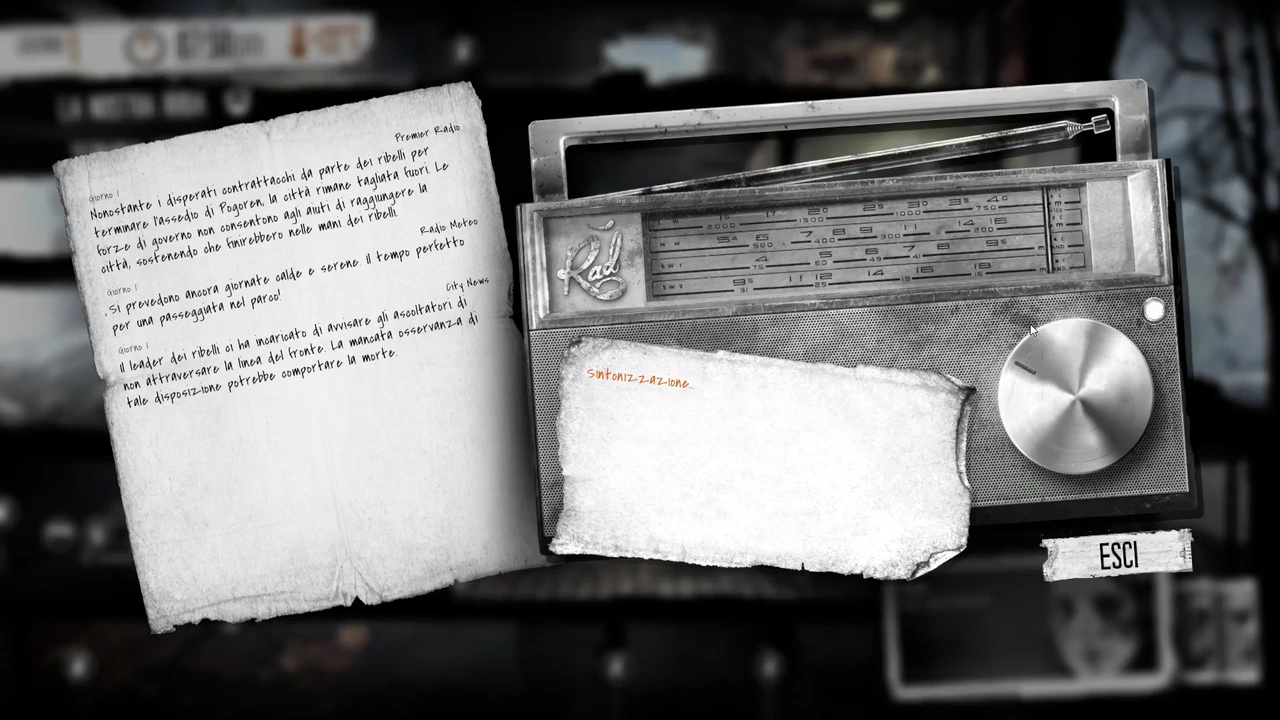 Premier Radio
Giorno 1
Nonostante i disperati contrattacchi da parte dei ribelli per
terminare l'assedio di Pogoren, la città rimane tagliata fuori. Le
forze di governo non consentono agli aiuti di raggiungere la
città, sostenendo che finirebbero nelle mani dei ribelli.
Radio Meteo
Giorno 1
Si prevedono ancora giornate calde e serene. Il tempo perfetto
per una passeggiata nel parco!
City News
Giorno 1
Il leader dei ribelli ci ha incaricato di avvisare gli ascoltatori di
non attraversare la linea del fronte. La mancata osservanza di
tale disposizione potrebbe comportare la morte.
Rad
sintonizzazione...
ESCI